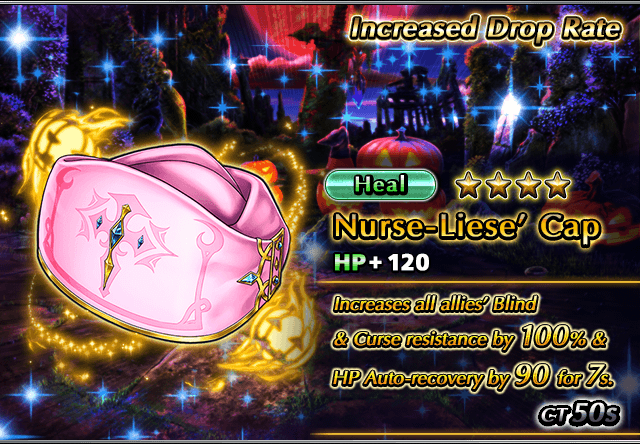 Increased Drop Rate
Heal
Nurse-Liese' Cap
HP + 120
Increases all allies' Blind
& Curse resistance by 100% &
HP Auto-recovery by 90 for 7s.
CT 50s